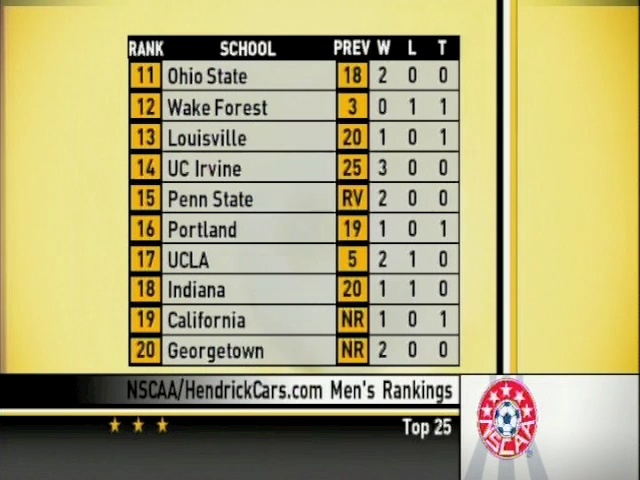 RANK SCHOOL PREV W L T
11 Ohio State 18 2 0 0
12 Wake Forest 3 0 1 1
13 Louisville 20 1 0 1
14 UC Irvine 25 3 0 0
15 Penn State RV 2 0 0
16 Portland 19 1 0 1
17 UCLA 5 2 1 0
18 Indiana 20 1 1 0
19 California NR 1 0 1
20 Georgetown NR 2 0 0
NSCAA/HendrickCars.com Men's Rankings
Top 25
NSCAA